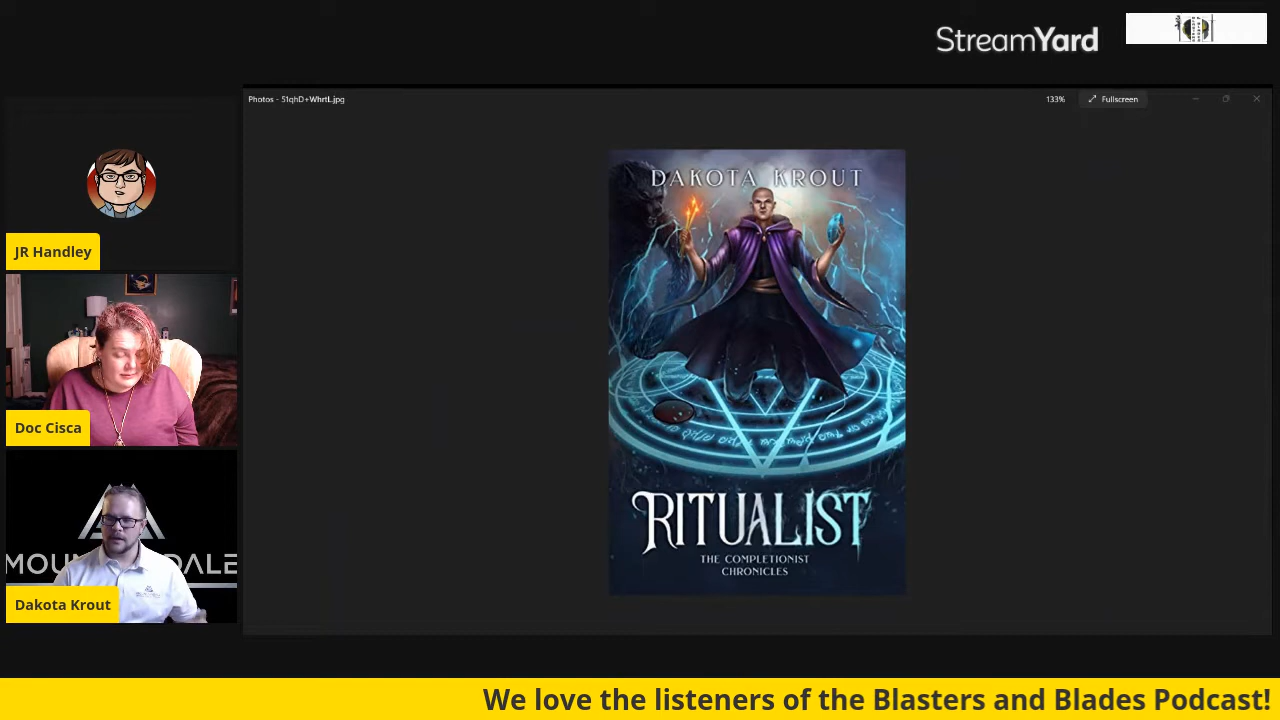 StreamYard
Photos - 51qhD+WhrtL.jpg
133%
Fullscreen
JR Handley
Doc Cisca
Dakota Krout
DAKOTA KROUT
RITUALIST
THE COMPLETIONIST
CHRONICLES
We love the listeners of the Blasters and Blades Podcast!